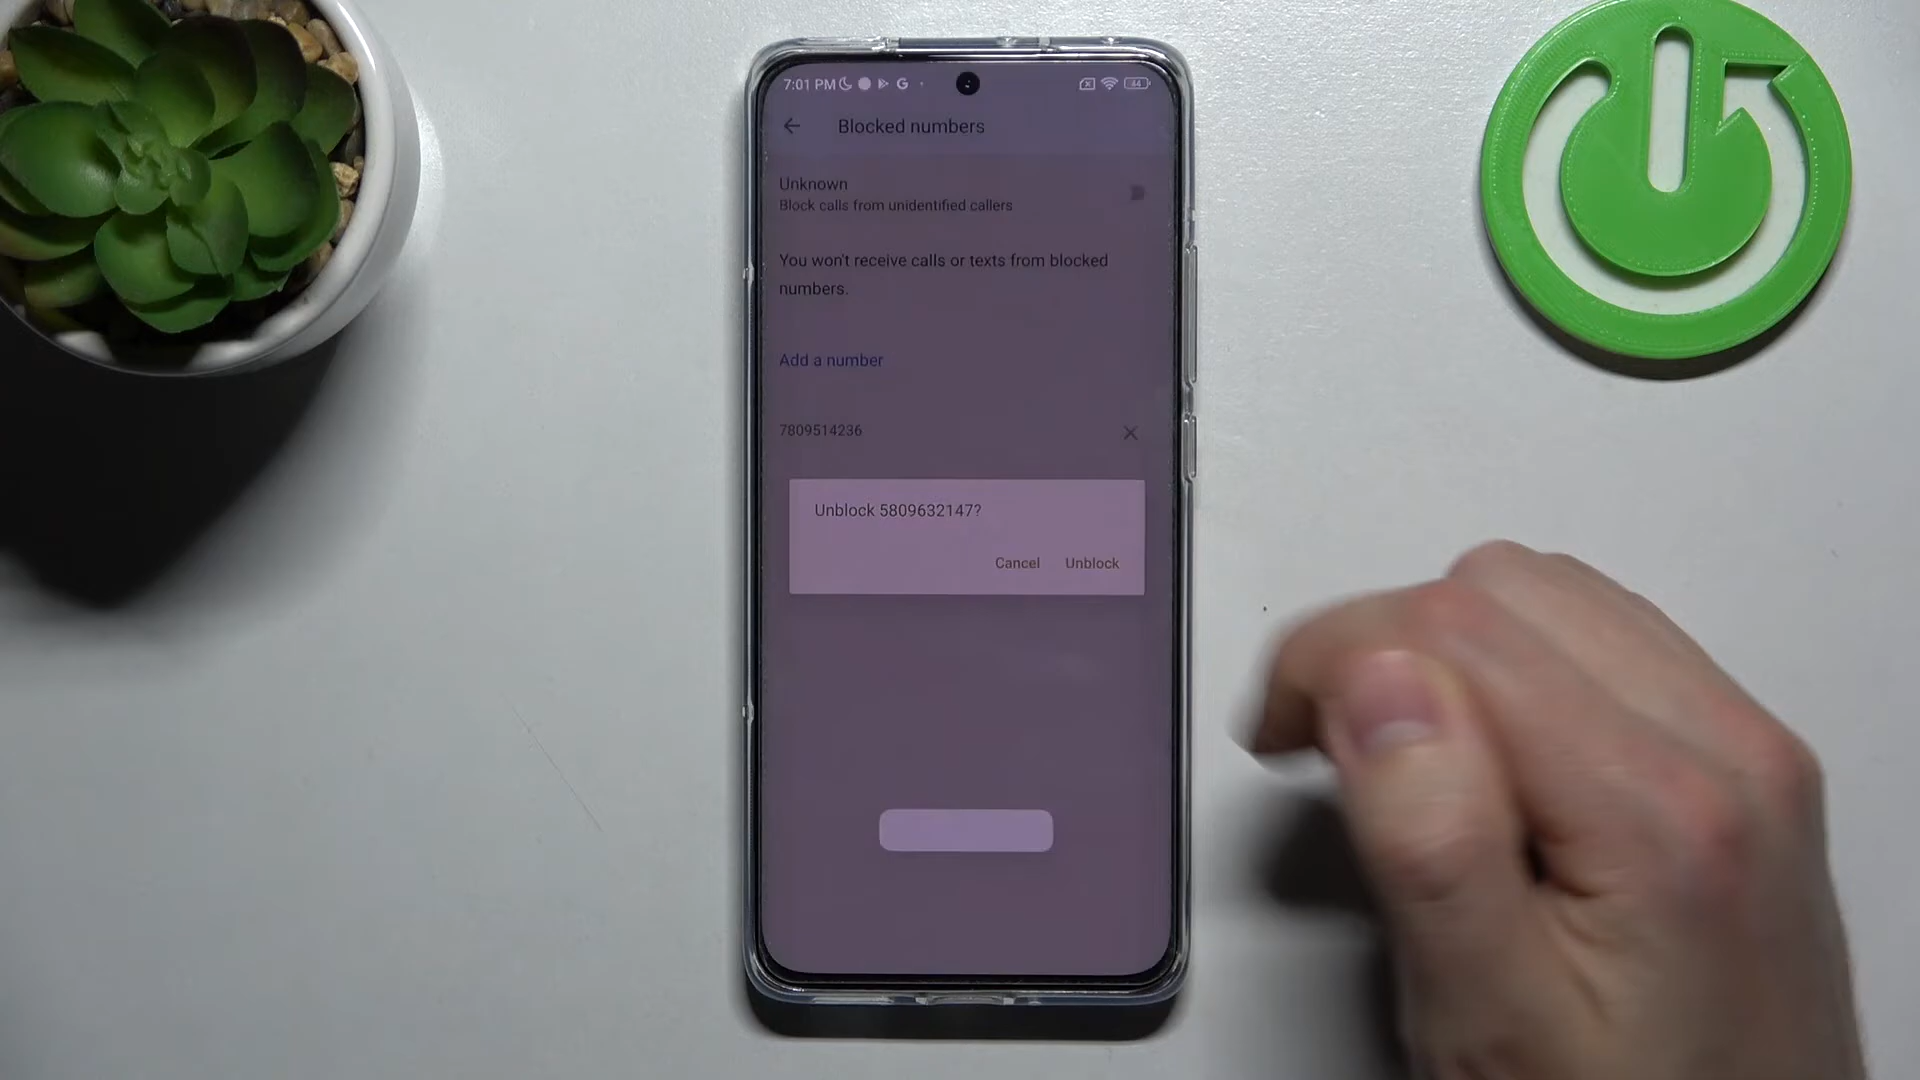 7:01 PM G 44
Blocked numbers
Unknown
Block calls from unidentified callers
You won't receive calls or texts from blocked
numbers.
Add a number
7809514236
Unblock 5809632147?
Cancel Unblock